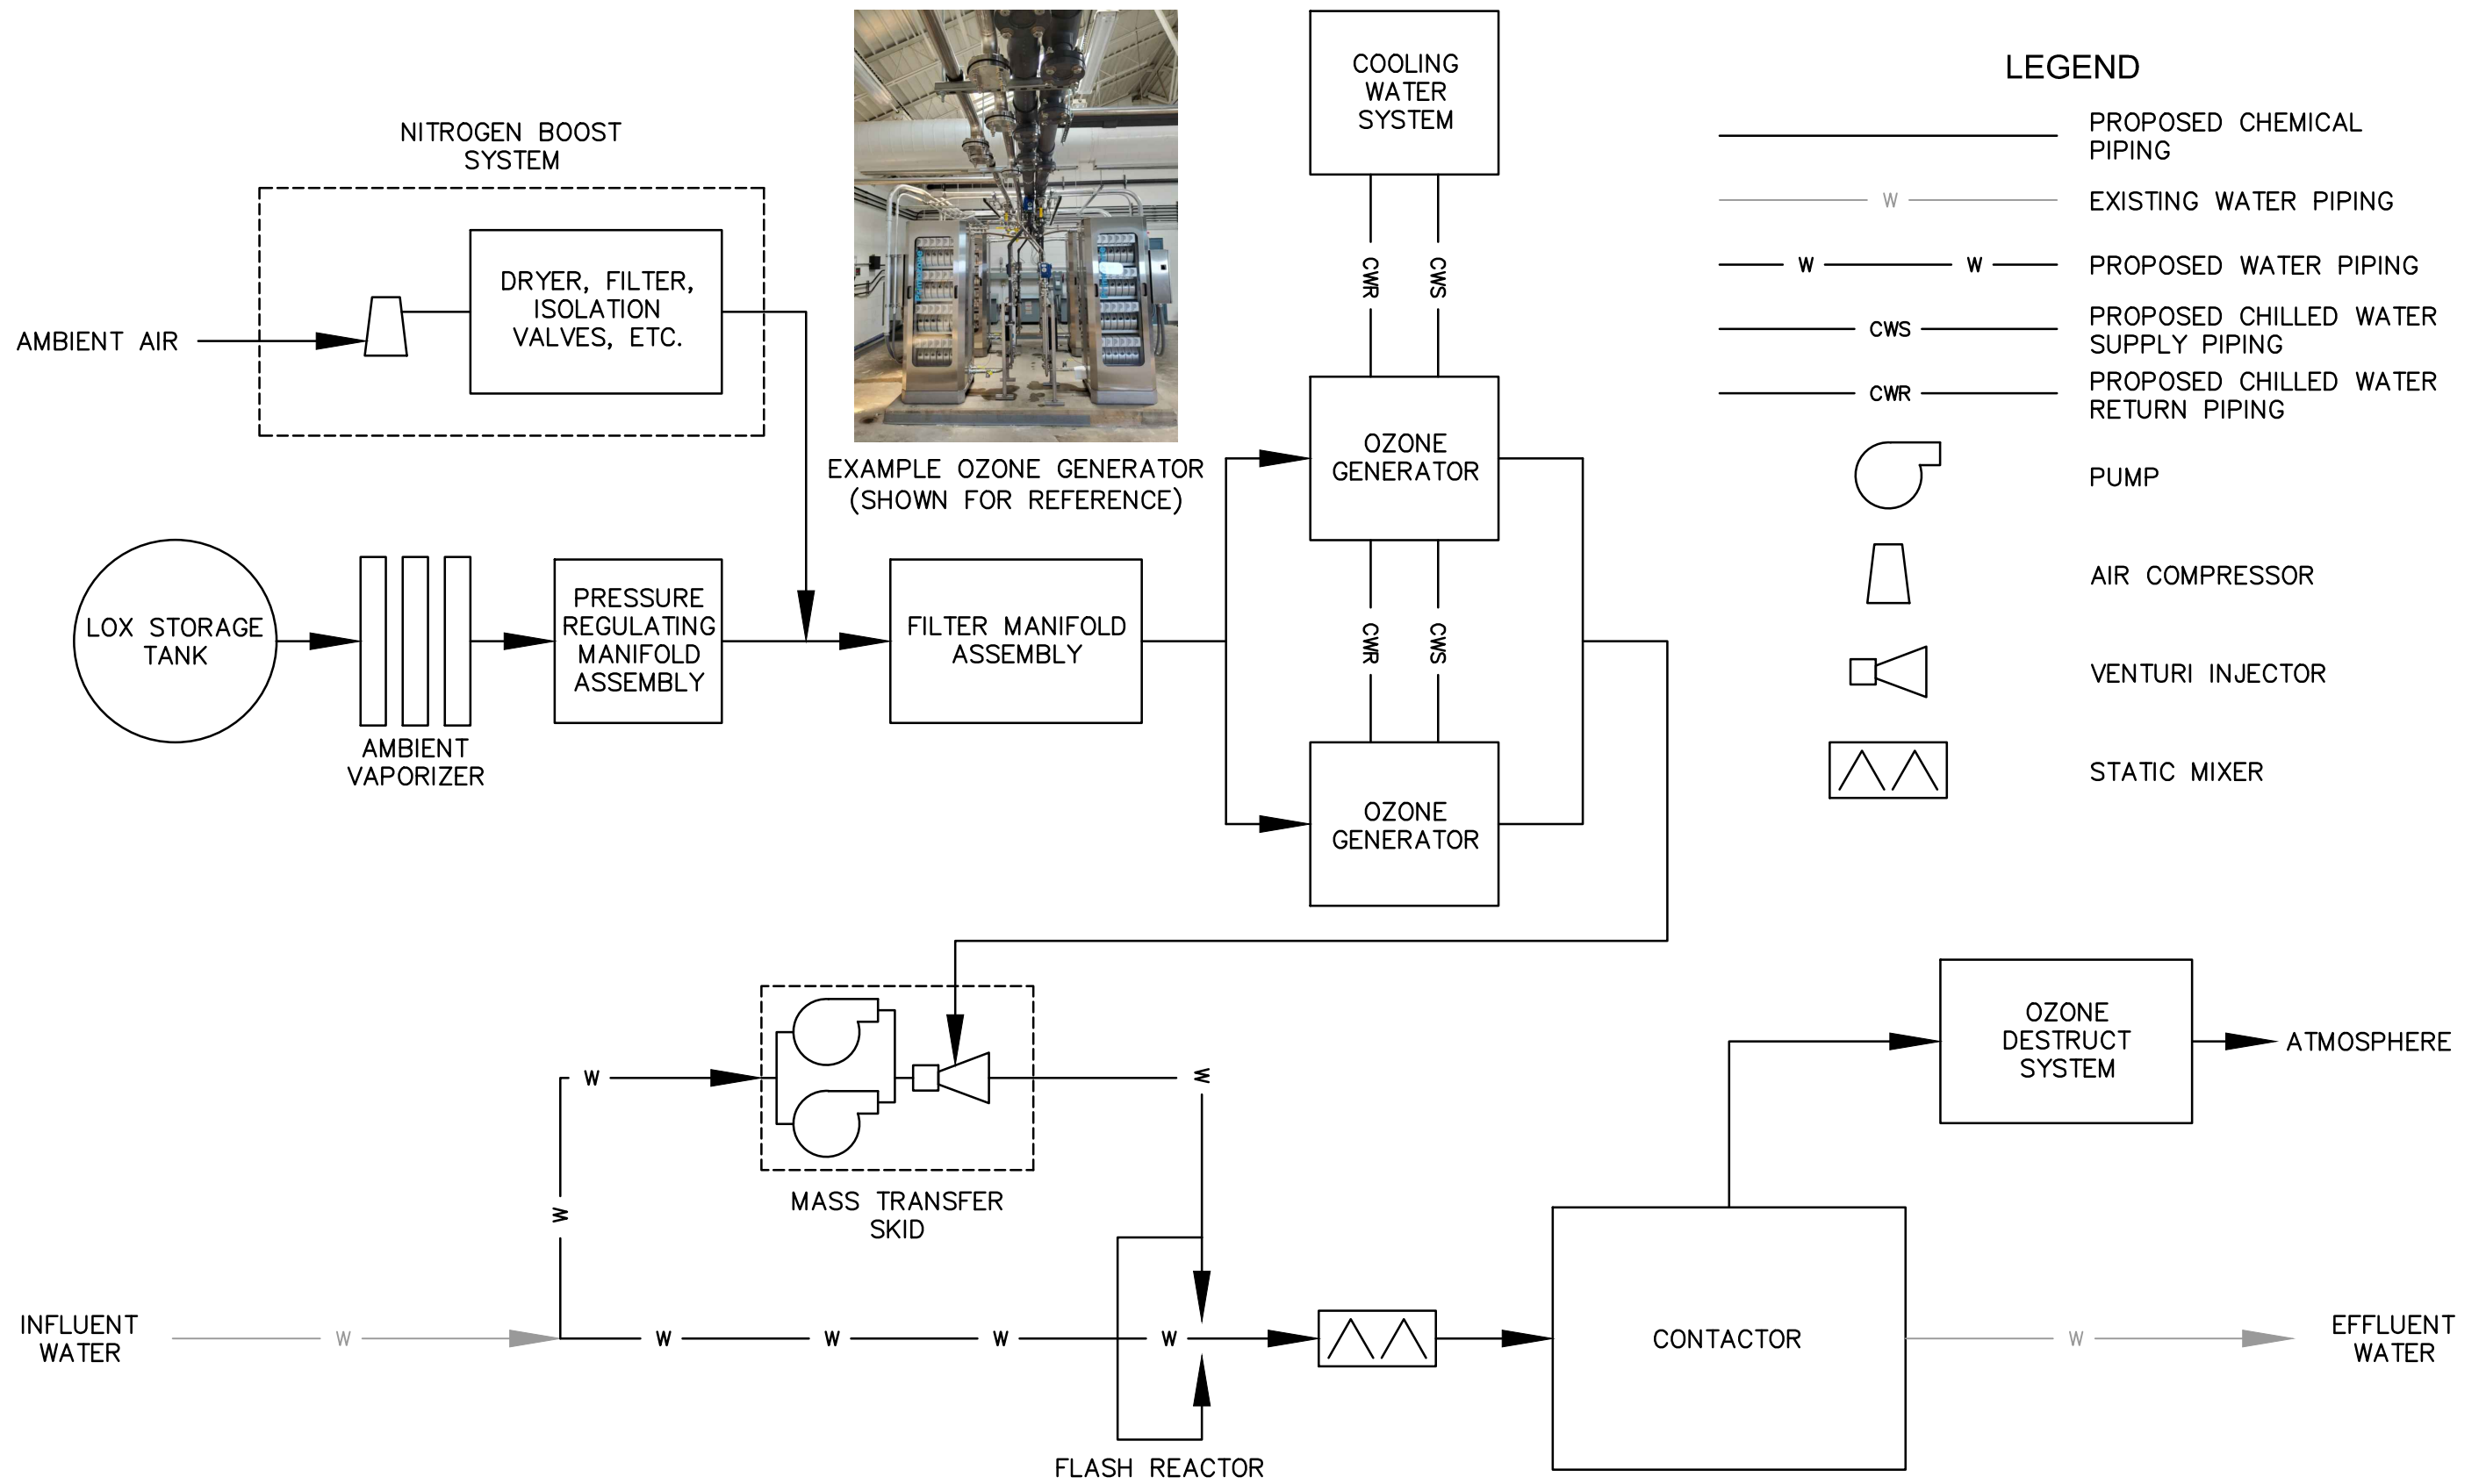 NITROGEN BOOST
SYSTEM
DRYER, FILTER,
ISOLATION
VALVES, ETC.
AMBIENT AIR
EXAMPLE OZONE GENERATOR
(SHOWN FOR REFERENCE)
COOLING
WATER
SYSTEM
CWR
CWS
OZONE
GENERATOR
CWR
CWS
OZONE
GENERATOR
LOX STORAGE
TANK
AMBIENT
VAPORIZER
PRESSURE
REGULATING
MANIFOLD
ASSEMBLY
FILTER MANIFOLD
ASSEMBLY
LEGEND
PROPOSED CHEMICAL
PIPING
W
EXISTING WATER PIPING
W W
PROPOSED WATER PIPING
CWS
PROPOSED CHILLED WATER
SUPPLY PIPING
CWR
PROPOSED CHILLED WATER
RETURN PIPING
PUMP
AIR COMPRESSOR
VENTURI INJECTOR
STATIC MIXER
W
W
MASS TRANSFER
SKID
W
INFLUENT
WATER
W
W W W W
FLASH REACTOR
CONTACTOR
OZONE
DESTRUCT
SYSTEM
ATMOSPHERE
W
EFFLUENT
WATER